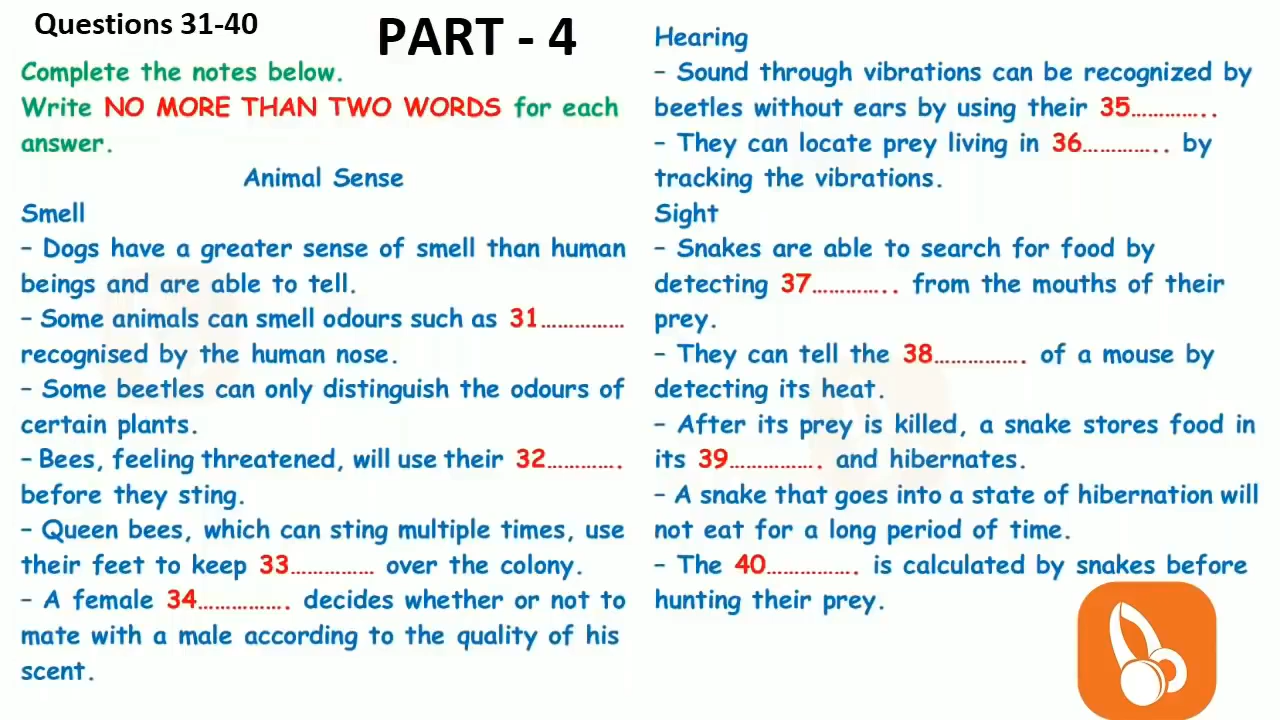 Questions 31-40
PART - 4
Complete the notes below.
Write NO MORE THAN TWO WORDS for each
answer.
Animal Sense
Smell
– Dogs have a greater sense of smell than human
beings and are able to tell.
– Some animals can smell odours such as 31……………
recognised by the human nose.
– Some beetles can only distinguish the odours of
certain plants.
– Bees, feeling threatened, will use their 32………….
before they sting.
– Queen bees, which can sting multiple times, use
their feet to keep 33…………… over the colony.
– A female 34……………. decides whether or not to
mate with a male according to the quality of his
scent.
Hearing
– Sound through vibrations can be recognized by
beetles without ears by using their 35…………..
– They can locate prey living in 36………….. by
tracking the vibrations.
Sight
– Snakes are able to search for food by
detecting 37………….. from the mouths of their
prey.
– They can tell the 38……………. of a mouse by
detecting its heat.
– After its prey is killed, a snake stores food in
its 39……………. and hibernates.
– A snake that goes into a state of hibernation will
not eat for a long period of time.
– The 40……………. is calculated by snakes before
hunting their prey.